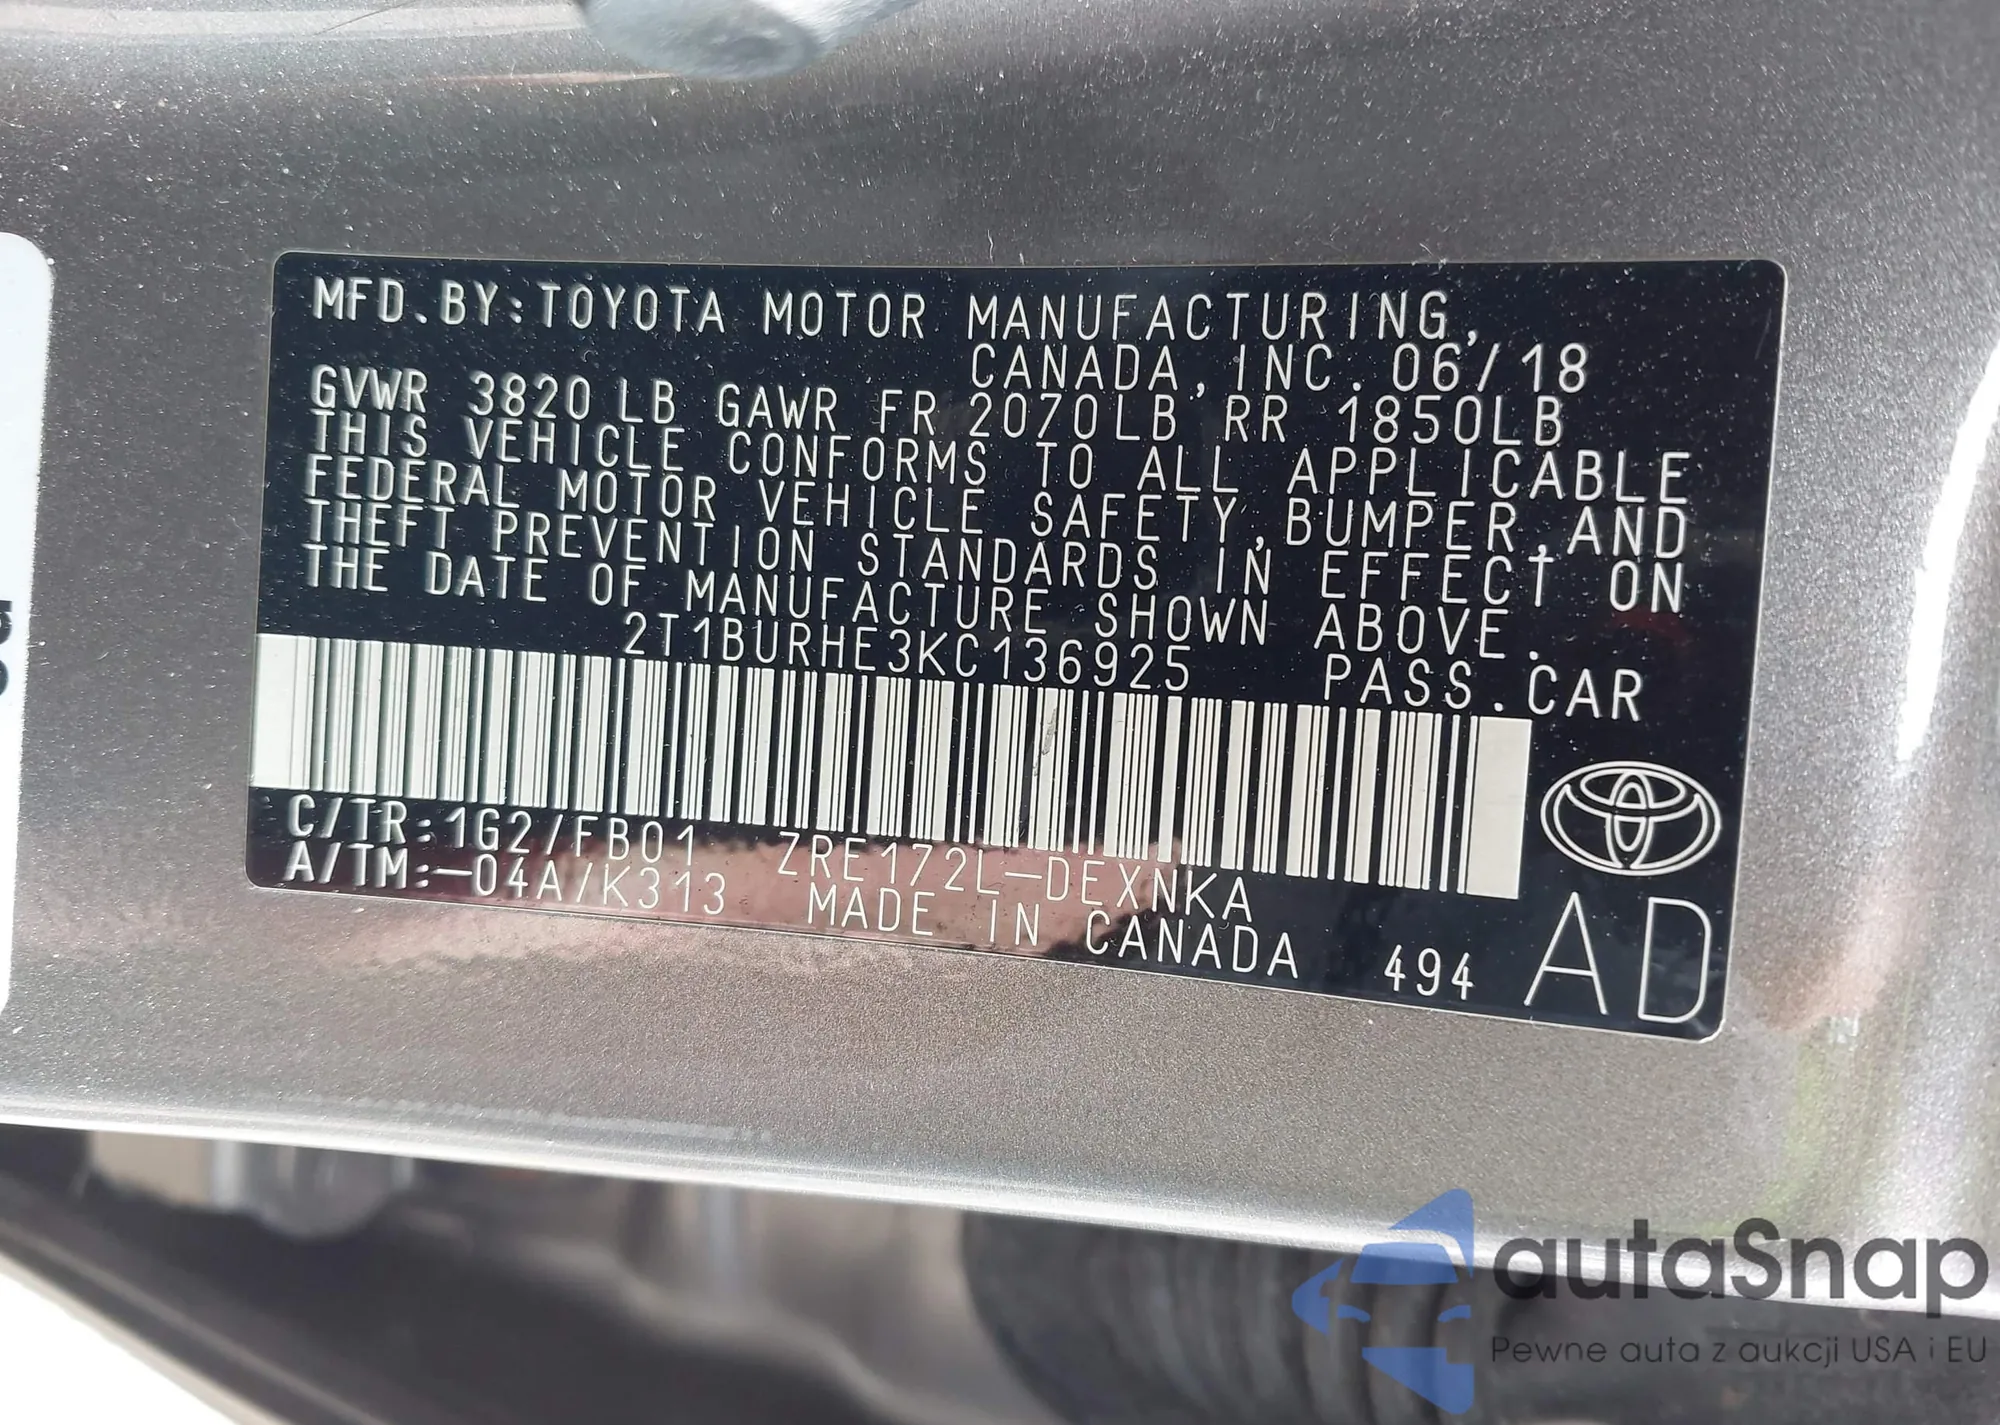 MFD.BY:TOYOTA MOTOR MANUFACTURING,
CANADA, INC. 06/18
GVWR 3820LB GAWR FR 2070LB RR 1850LB
THIS VEHICLE CONFORMS TO ALL APPLICABLE
FEDERAL MOTOR VEHICLE SAFETY, BUMPER, AND
THEFT PREVENTION STANDARDS IN EFFECT ON
THE DATE OF MANUFACTURE SHOWN ABOVE.
2T1BURHE3KC136925 PASS.CAR
C/TR:1G2/FB01 ZRE172L-DEXNKA
A/TM:-04A/K313 MADE IN CANADA 494 AD
autaSnap
Pewne auta z aukcji USA i EU